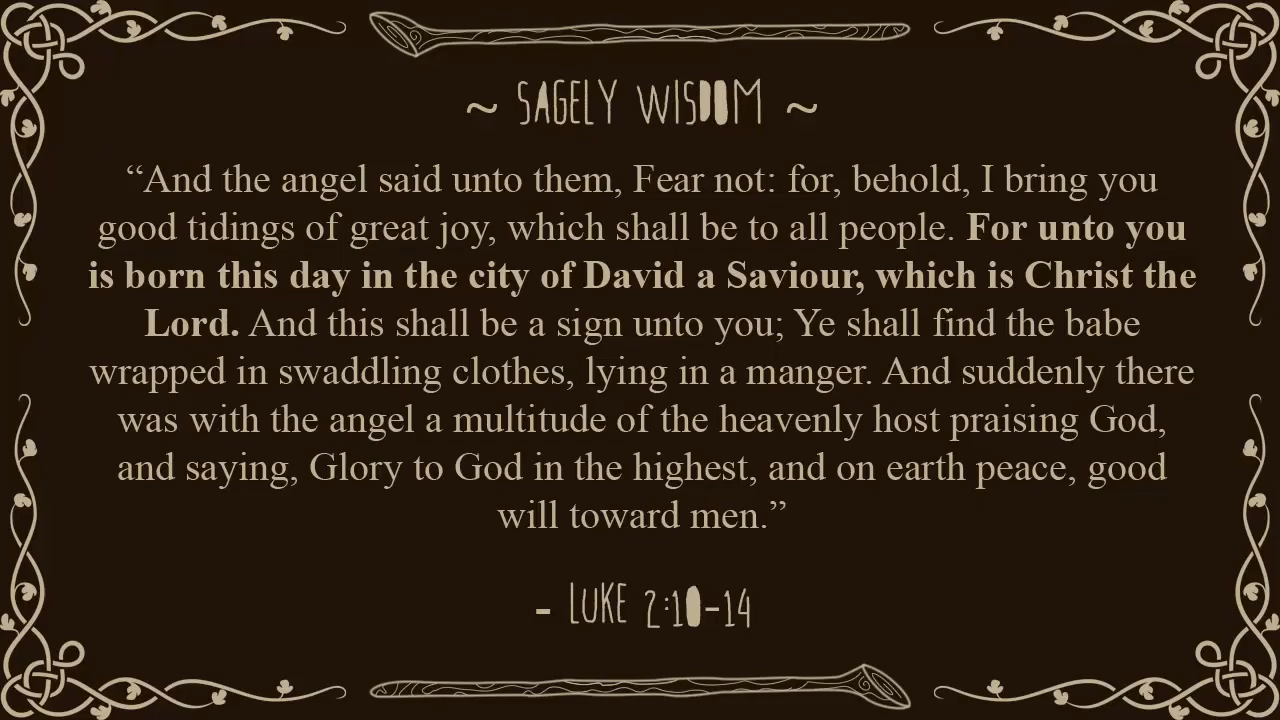 ~ SAGELY WISDOM ~
“And the angel said unto them, Fear not: for, behold, I bring you
good tidings of great joy, which shall be to all people. For unto you
is born this day in the city of David a Saviour, which is Christ the
Lord. And this shall be a sign unto you; Ye shall find the babe
wrapped in swaddling clothes, lying in a manger. And suddenly there
was with the angel a multitude of the heavenly host praising God,
and saying, Glory to God in the highest, and on earth peace, good
will toward men.”
- LUKE 2:10-14